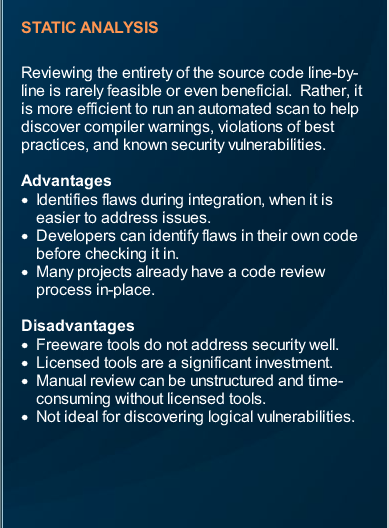 STATIC ANALYSIS
Reviewing the entirety of the source code line-by-
line is rarely feasible or even beneficial.  Rather, it
is more efficient to run an automated scan to help
discover compiler warnings, violations of best
practices, and known security vulnerabilities.
Advantages
• Identifies flaws during integration, when it is
easier to address issues.
• Developers can identify flaws in their own code
before checking it in.
• Many projects already have a code review
process in-place.
Disadvantages
• Freeware tools do not address security well.
• Licensed tools are a significant investment.
• Manual review can be unstructured and time-
consuming without licensed tools.
• Not ideal for discovering logical vulnerabilities.